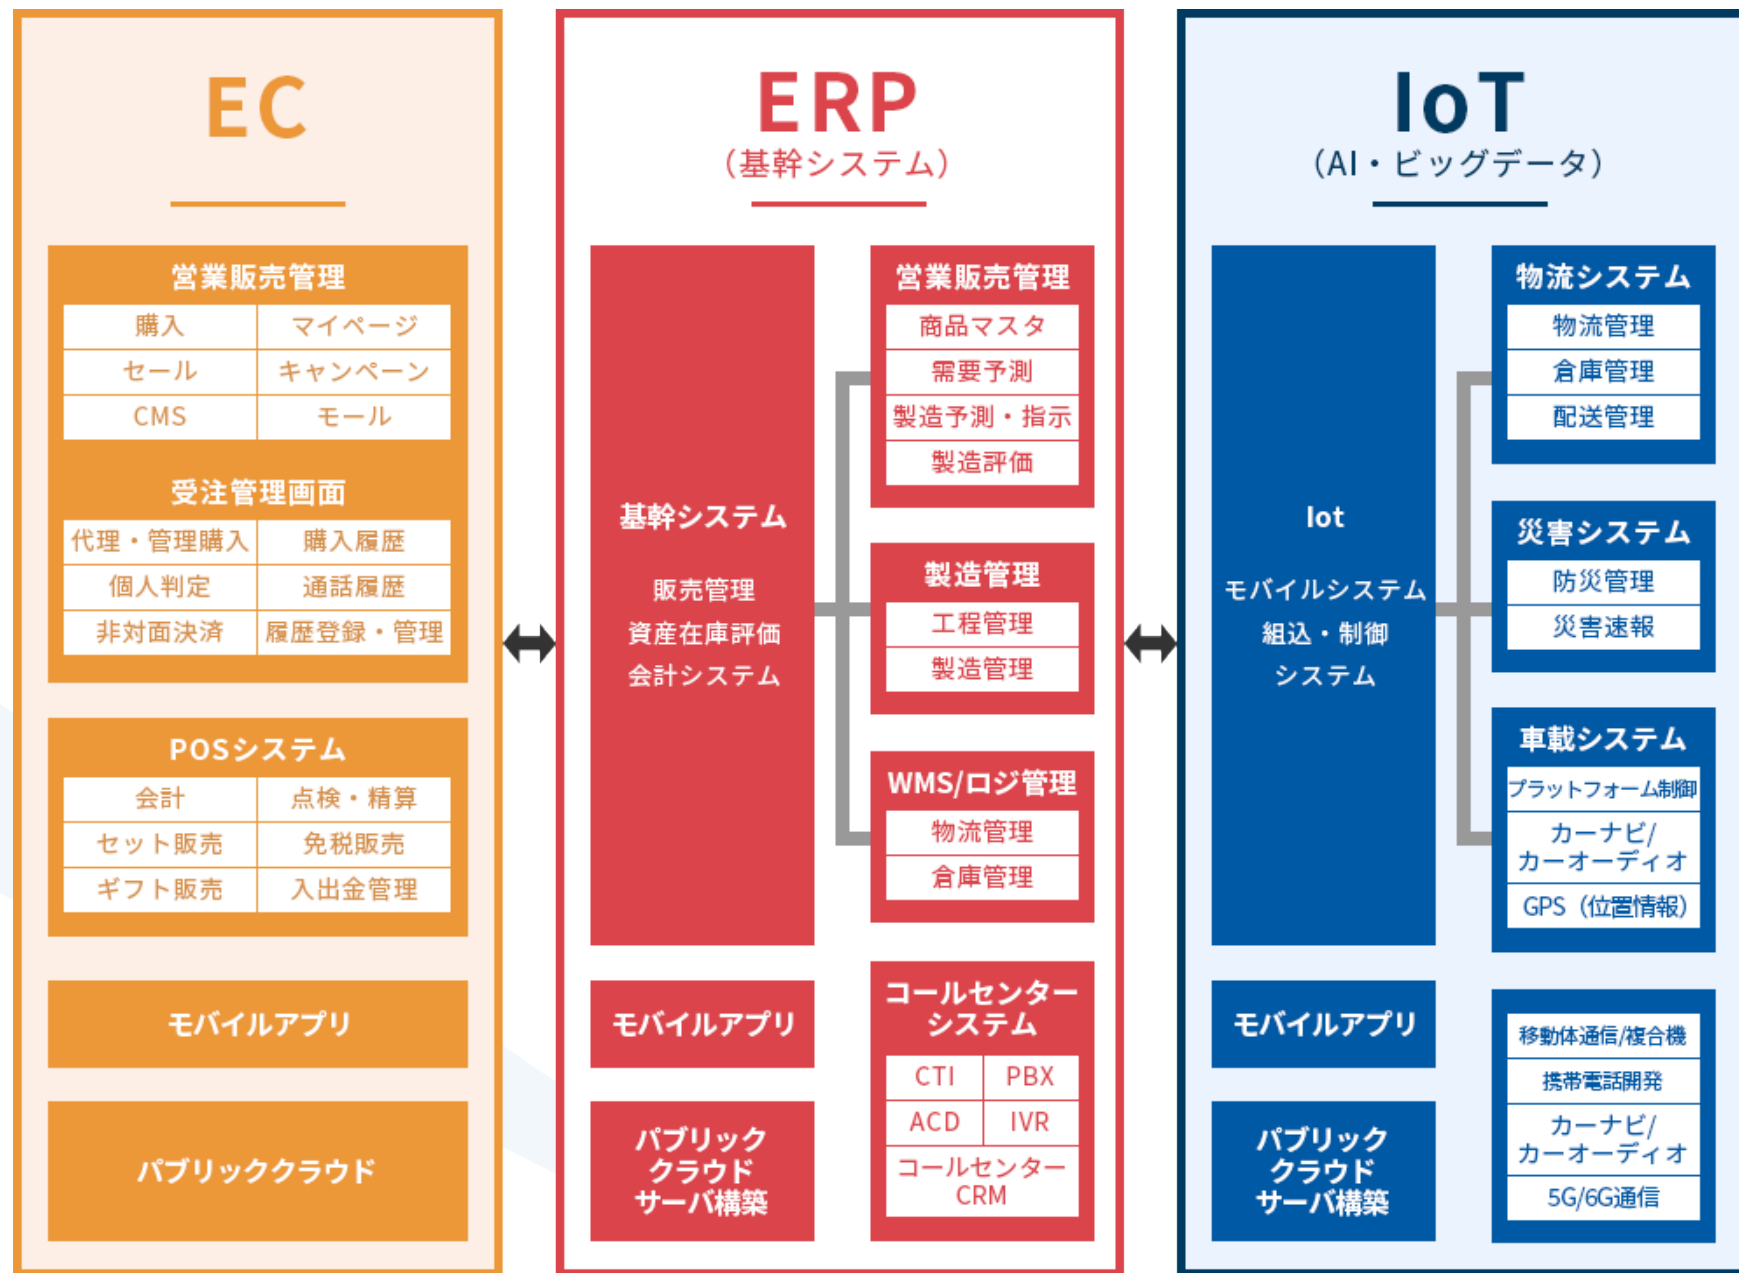 EC
営業販売管理
購入 マイページ
セール キャンペーン
CMS モール
受注管理画面
代理・管理購入 購入履歴
個人判定 通話履歴
非対面決済 履歴登録・管理
POSシステム
会計 点検・精算
セット販売 免税販売
ギフト販売 入出金管理
モバイルアプリ
パブリッククラウド
ERP
（基幹システム）
基幹システム
販売管理
資産在庫評価
会計システム
営業販売管理
商品マスタ
需要予測
製造予測・指示
製造評価
製造管理
工程管理
製造管理
WMS/ロジ管理
物流管理
倉庫管理
モバイルアプリ
パブリック
クラウド
サーバ構築
コールセンター
システム
CTI PBX
ACD IVR
コールセンター
CRM
IoT
（AI・ビッグデータ）
Iot
モバイルシステム
組込・制御
システム
物流システム
物流管理
倉庫管理
配送管理
災害システム
防災管理
災害速報
車載システム
プラットフォーム制御
カーナビ/
カーオーディオ
GPS（位置情報）
モバイルアプリ
パブリック
クラウド
サーバ構築
移動体通信/複合機
携帯電話開発
カーナビ/
カーオーディオ
5G/6G通信